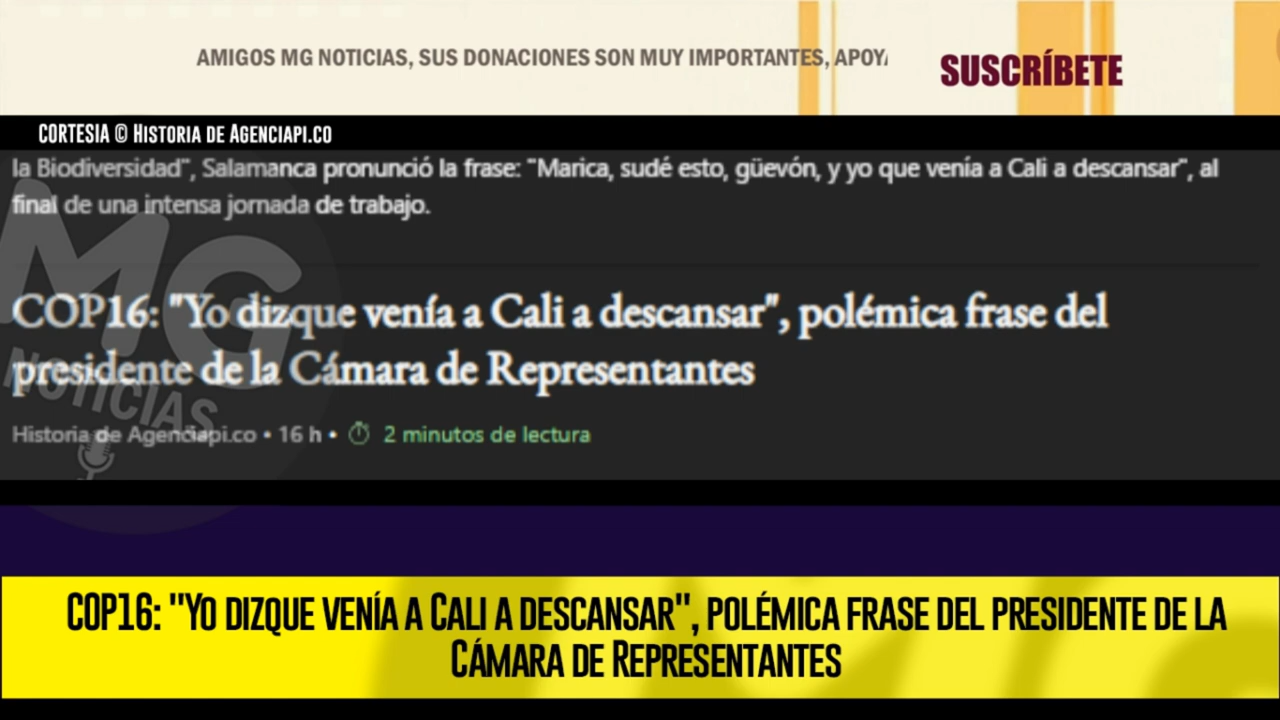 AMIGOS MG NOTICIAS, SUS DONACIONES SON MUY IMPORTANTES, APOYA
SUSCRÍBETE
CORTESIA © HISTORIA DE AGENCIAPI.CO
la Biodiversidad", Salamanca pronunció la frase: "Marica, sudé esto, güevón, y yo que venía a Cali a descansar", al
final de una intensa jornada de trabajo.
COP16: "Yo dizque venía a Cali a descansar", polémica frase del
presidente de la Cámara de Representantes
Historia de Agenciapi.co • 16 h • 2 minutos de lectura
MG
NOTICIAS
COP16: "YO DIZQUE VENÍA A CALI A DESCANSAR", POLÉMICA FRASE DEL PRESIDENTE DE LA
CÁMARA DE REPRESENTANTES